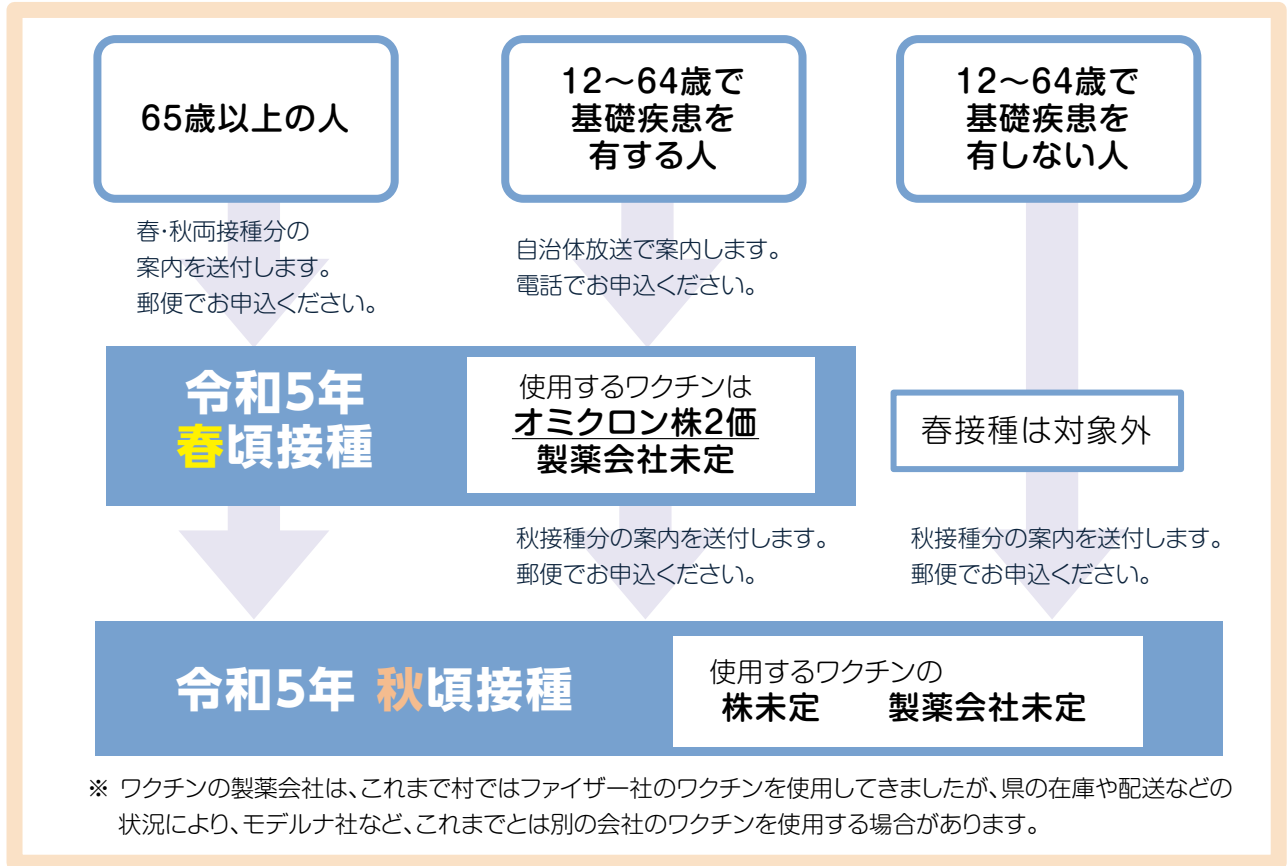 65歳以上の人
12～64歳で
基礎疾患を
有する人
12～64歳で
基礎疾患を
有しない人
春・秋両接種分の
案内を送付します。
郵便でお申込ください。
自治体放送で案内します。
電話でお申込ください。
令和5年
春頃接種
使用するワクチンは
オミクロン株2価
製薬会社未定
春接種は対象外
秋接種分の案内を送付します。
郵便でお申込ください。
秋接種分の案内を送付します。
郵便でお申込ください。
令和5年 秋頃接種
使用するワクチンの
株未定 製薬会社未定
※ ワクチンの製薬会社は、これまで村ではファイザー社のワクチンを使用してきましたが、県の在庫や配送などの
状況により、モデルナ社など、これまでとは別の会社のワクチンを使用する場合があります。